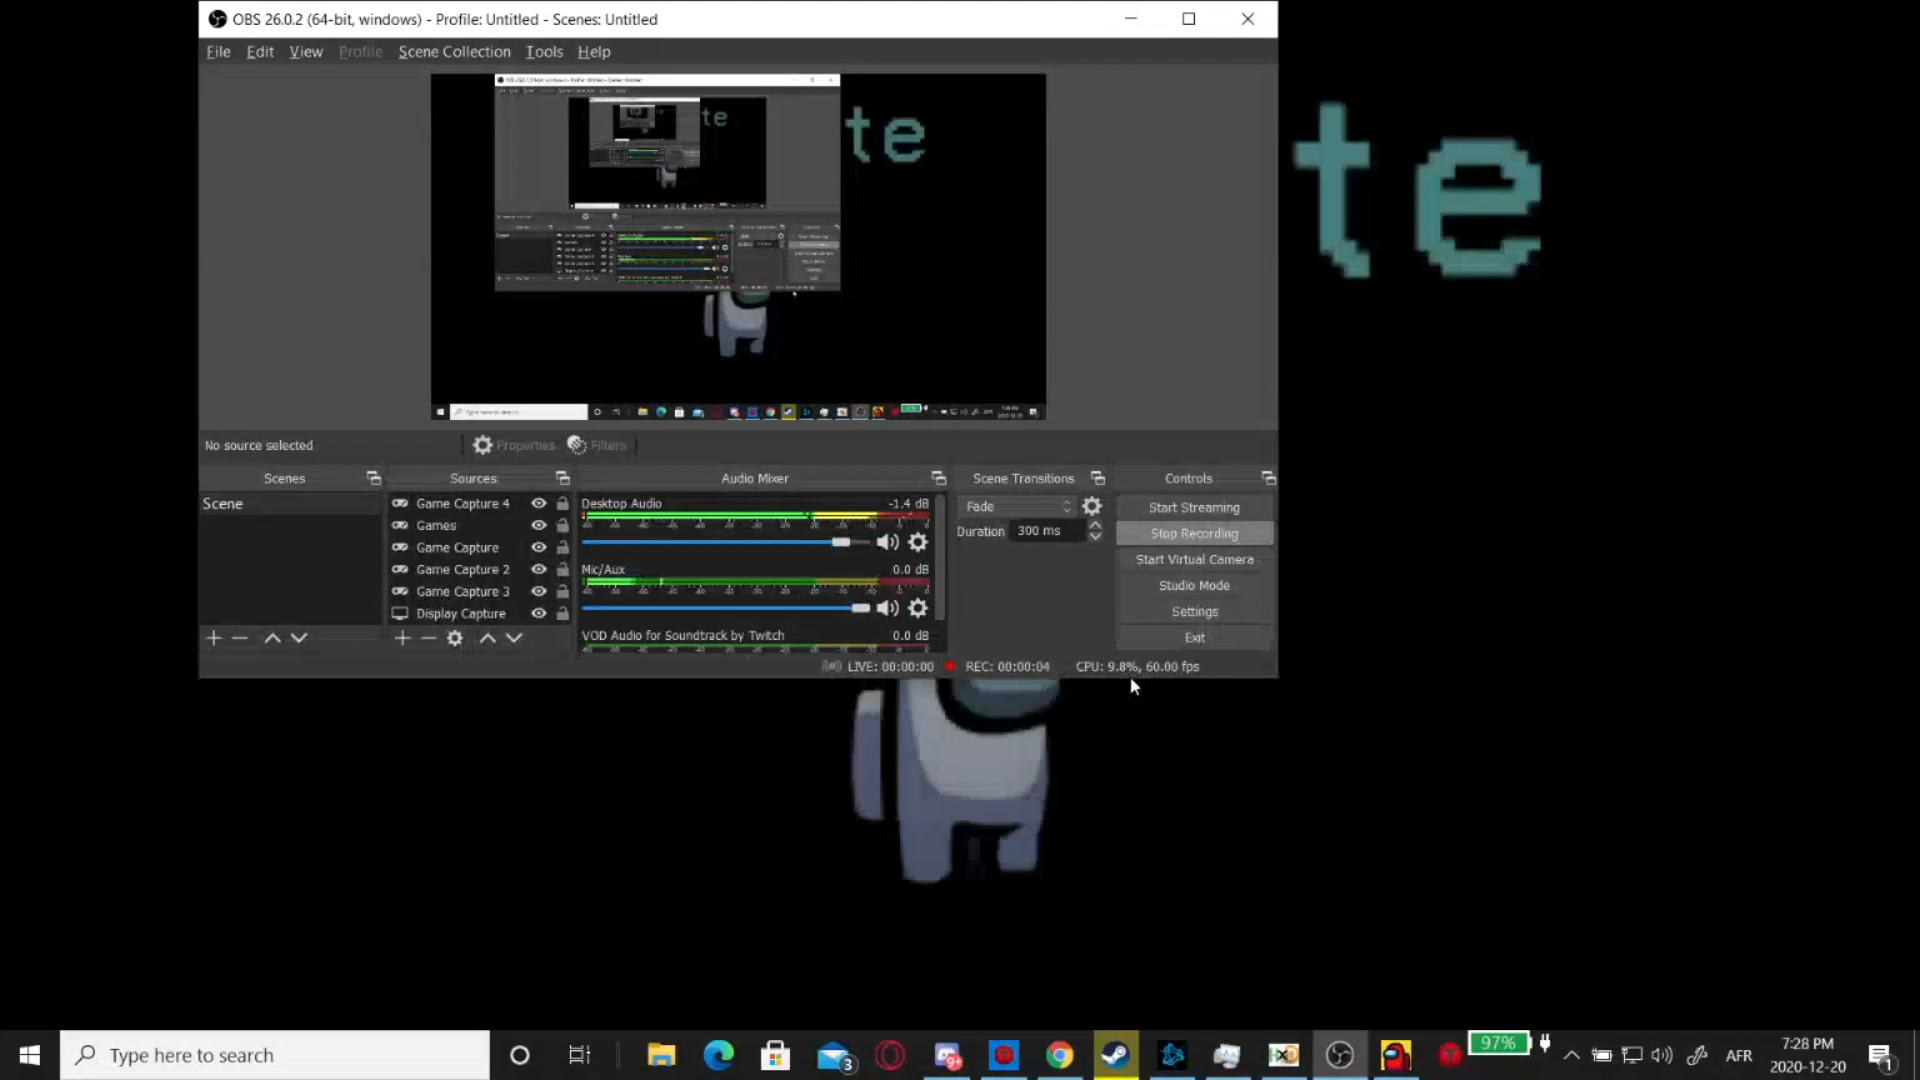 OBS 26.0.2 (64-bit, windows) - Profile: Untitled - Scenes: Untitled
File Edit View Profile Scene Collection Tools Help
te
te
te
No source selected Properties Filters
Scenes Sources Audio Mixer Scene Transitions Controls
Scene
Game Capture 4
Games
Game Capture
Game Capture 2
Game Capture 3
Display Capture
Desktop Audio -1.4 dB
Mic/Aux 0.0 dB
VOD Audio for Soundtrack by Twitch 0.0 dB
Fade
Duration 300 ms
Start Streaming
Stop Recording
Start Virtual Camera
Studio Mode
Settings
Exit
LIVE: 00:00:00 REC: 00:00:04 CPU: 9.8%, 60.00 fps
Type here to search
3
9+
97%
AFR
7:28 PM
2020-12-20
1